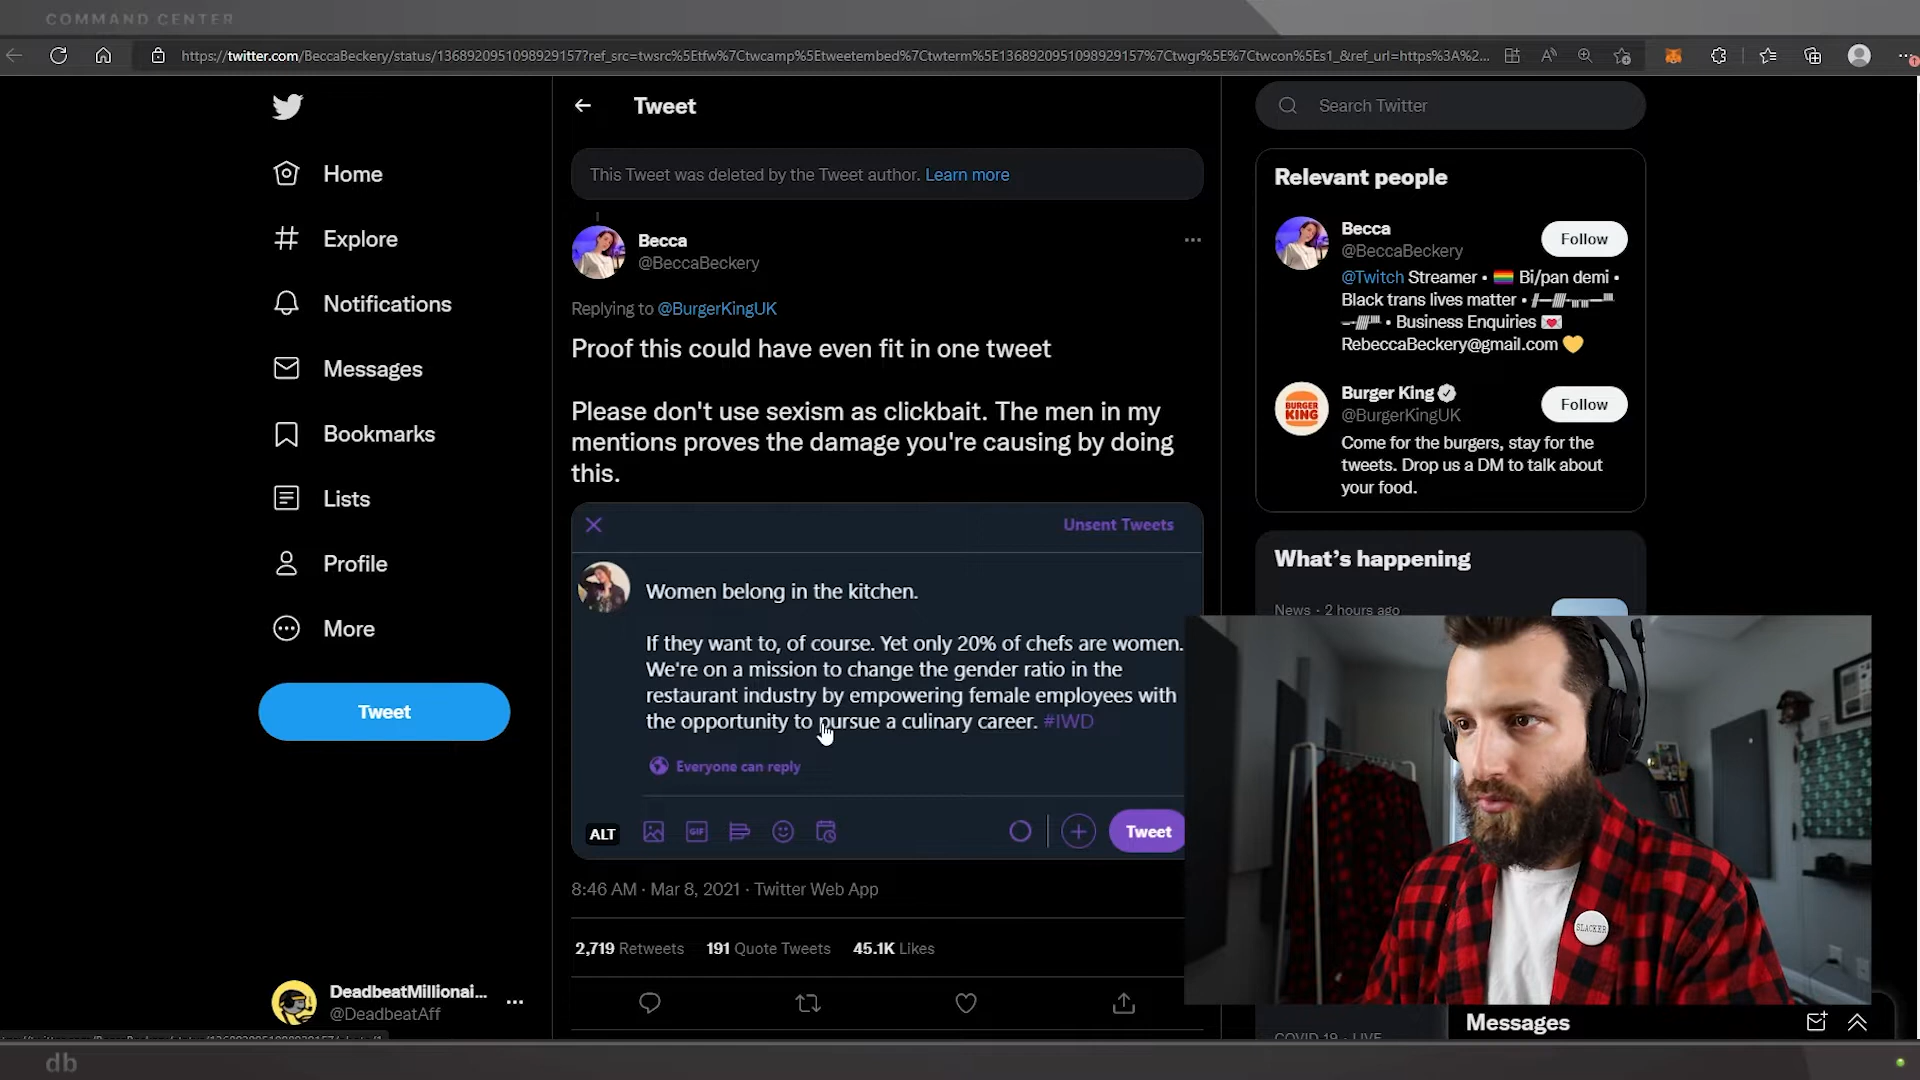 COMMAND CENTER
https://twitter.com/BeccaBeckery/status/1368920951098929157?ref_src=twsrc%5Etfw%7Ctwcamp%5Etweetembed%7Ctwterm%5E1368920951098929157%7Ctwgr%5E%7Ctwcon%5Es1_&ref_url=https%3A%2...
Home
Explore
Notifications
Messages
Bookmarks
Lists
Profile
More
Tweet
DeadbeatMillionai...
@DeadbeatAff
Tweet
This Tweet was deleted by the Tweet author. Learn more
Becca
@BeccaBeckery
Replying to @BurgerKingUK
Proof this could have even fit in one tweet
Please don't use sexism as clickbait. The men in my
mentions proves the damage you're causing by doing
this.
Unsent Tweets
Women belong in the kitchen.
If they want to, of course. Yet only 20% of chefs are women.
We're on a mission to change the gender ratio in the
restaurant industry by empowering female employees with
the opportunity to pursue a culinary career. #IWD
Everyone can reply
ALT
GIF
Tweet
8:46 AM · Mar 8, 2021 · Twitter Web App
2,719 Retweets 191 Quote Tweets 45.1K Likes
Search Twitter
Relevant people
Becca
@BeccaBeckery
Follow
@Twitch Streamer • 🏳️‍🌈 Bi/pan demi •
Black trans lives matter •
• Business Enquiries 💌
RebeccaBeckery@gmail.com 💛
BURGER
KING
Burger King
@BurgerKingUK
Follow
Come for the burgers, stay for the
tweets. Drop us a DM to talk about
your food.
What's happening
News · 2 hours ago
SLACKER
COVID-19 · LIVE
Messages
db